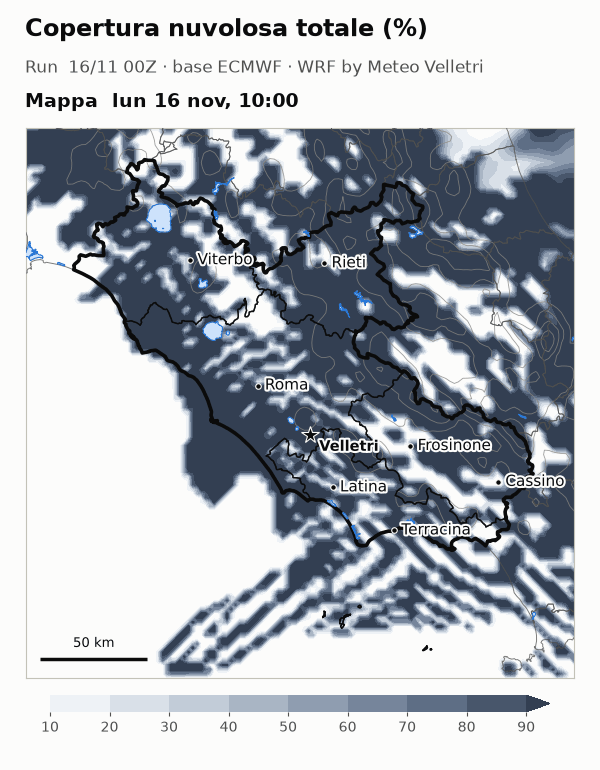 Copertura nuvolosa totale (%)
Run 16/11 00Z · base ECMWF · WRF by Meteo Velletri
Mappa lun 16 nov, 10:00
Viterbo
Rieti
Roma
Velletri
Frosinone
Latina
Cassino
Terracina
50 km
10 20 30 40 50 60 70 80 90